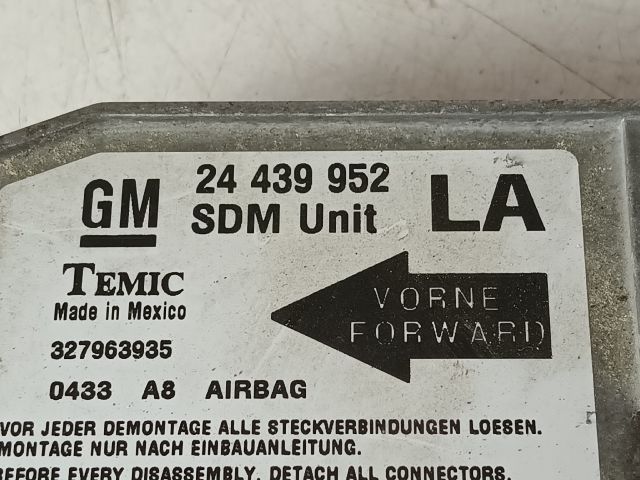 GM 24 439 952 LA
SDM Unit
TEMIC
Made in Mexico
VORNE
FORWARD
327963935
0433 A8 AIRBAG
VOR JEDER DEMONTAGE ALLE STECKVERBINDUNGEN LOESEN.
MONTAGE NUR NACH EINBAUANLEITUNG.
BEFORE EVERY DISASSEMBLY, DETACH ALL CONNECTORS.